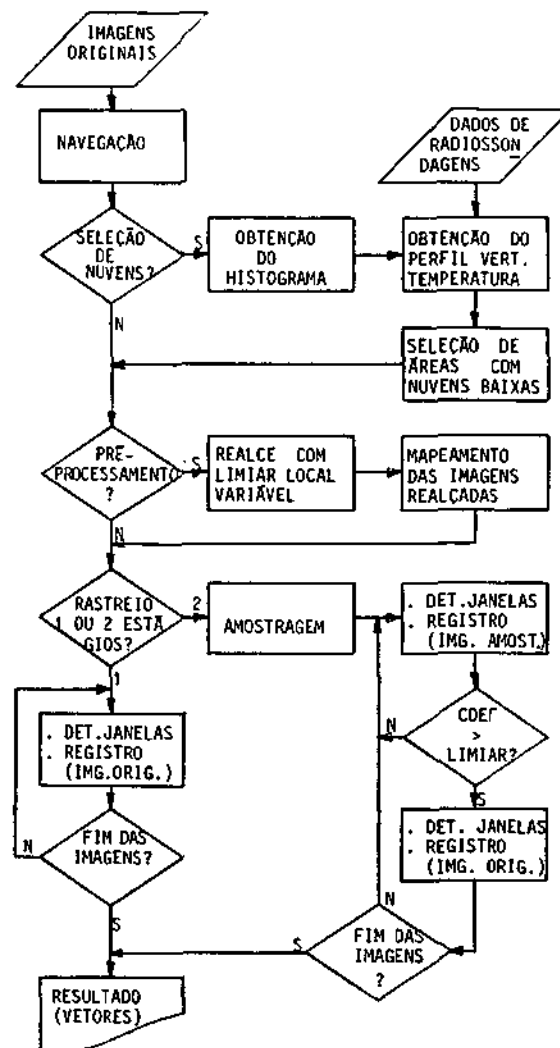 IMAGENS
ORIGINAIS
NAVEGAÇÃO
DADOS DE
RADIOSSON
DAGENS
SELEÇÃO
DE
NUVENS?
S
N
OBTENÇÃO
DO
HISTOGRAMA
OBTENÇÃO DO
PERFIL VERT.
TEMPERATURA
SELEÇÃO DE
ÁREAS COM
NUVENS BAIXAS
PRÉ-
PROCESSAMENTO
?
S
N
REALCE COM
LIMIAR LOCAL
VARIÁVEL
MAPEAMENTO
DAS IMAGENS
REALÇADAS
RASTREIO
1 OU 2 ESTÁ
GIOS?
2
1
AMOSTRAGEM
. DET.JANELAS
. REGISTRO
(IMG. AMOST.)
COEF
>
LIMIAR?
N
S
. DET.JANELAS
. REGISTRO
(IMG.ORIG.)
. DET. JANELAS
. REGISTRO
(IMG. ORIG.)
FIM DAS
IMAGENS?
N
S
FIM DAS
IMAGENS
?
N
S
RESULTADO
(VETORES)